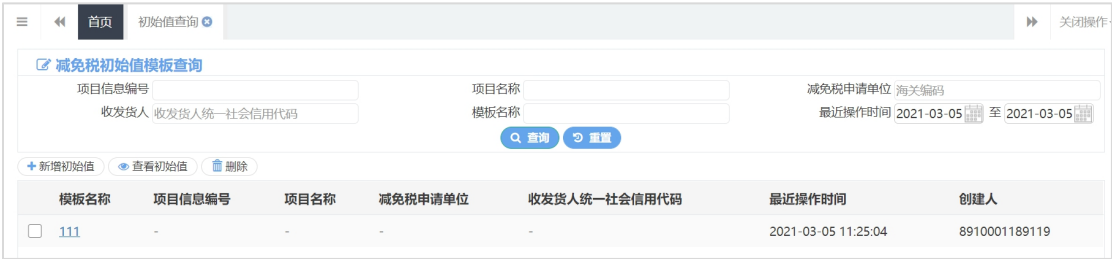 首页 初始值查询 关闭操作
减免税初始值模板查询
项目信息编号 项目名称 减免税申请单位 海关编码
收发货人 收发货人统一社会信用代码 模板名称 最近操作时间 2021-03-05 至 2021-03-05
查询 重置
新增初始值 查看初始值 删除
模板名称 项目信息编号 项目名称 减免税申请单位 收发货人统一社会信用代码 最近操作时间 创建人
111 - - - - 2021-03-05 11:25:04 8910001189119